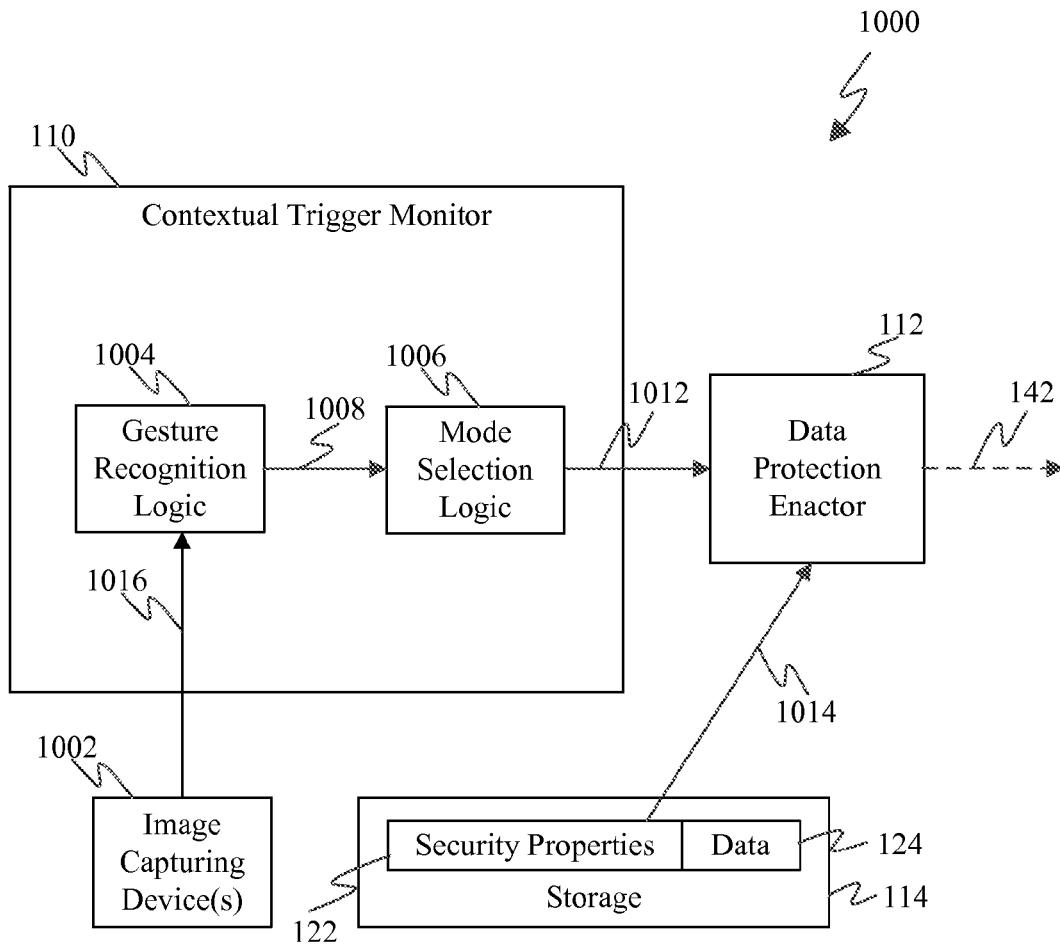 1000
110
Contextual Trigger Monitor
112
1004
1006
1012
142
1008
Gesture
Recognition
Logic
Mode
Selection
Logic
Data
Protection
Enactor
1016
1014
1002
Image
Capturing
Device(s)
Security Properties
Data
124
Storage
114
122